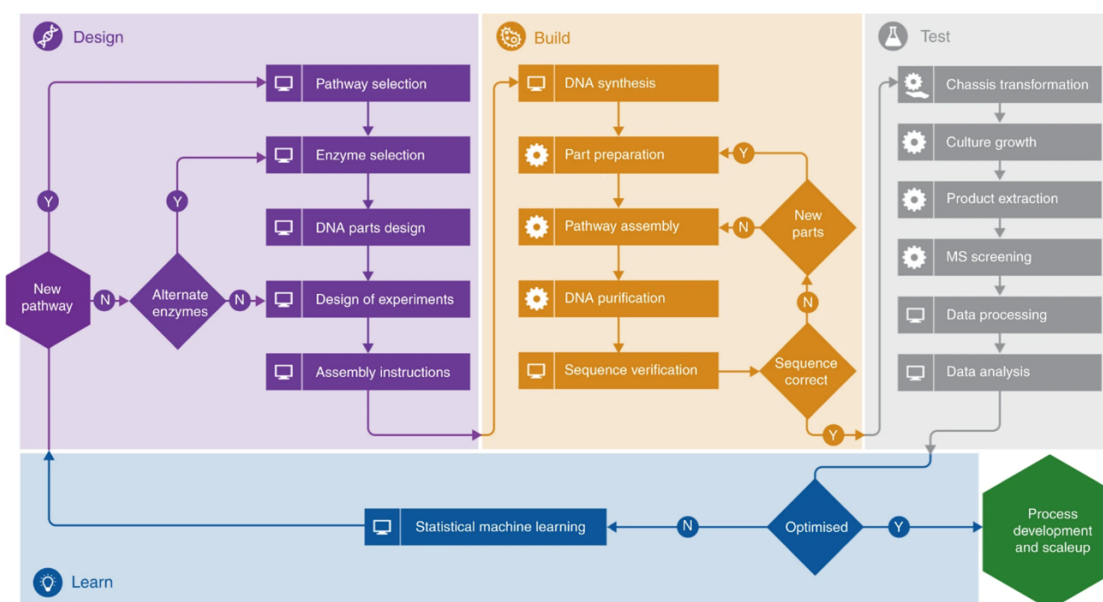 Design
Pathway selection
Enzyme selection
DNA parts design
Design of experiments
Assembly instructions
Y
Y
New
pathway
N
Alternate
enzymes
N
Build
DNA synthesis
Part preparation
Pathway assembly
DNA purification
Sequence verification
Y
New
parts
N
N
Sequence
correct
Y
Test
Chassis transformation
Culture growth
Product extraction
MS screening
Data processing
Data analysis
Statistical machine learning
N
Optimised
Y
Process
development
and scaleup
Learn